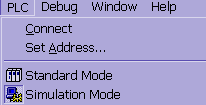 PLC Debug Window Help
Connect
Set Address...
Standard Mode
Simulation Mode